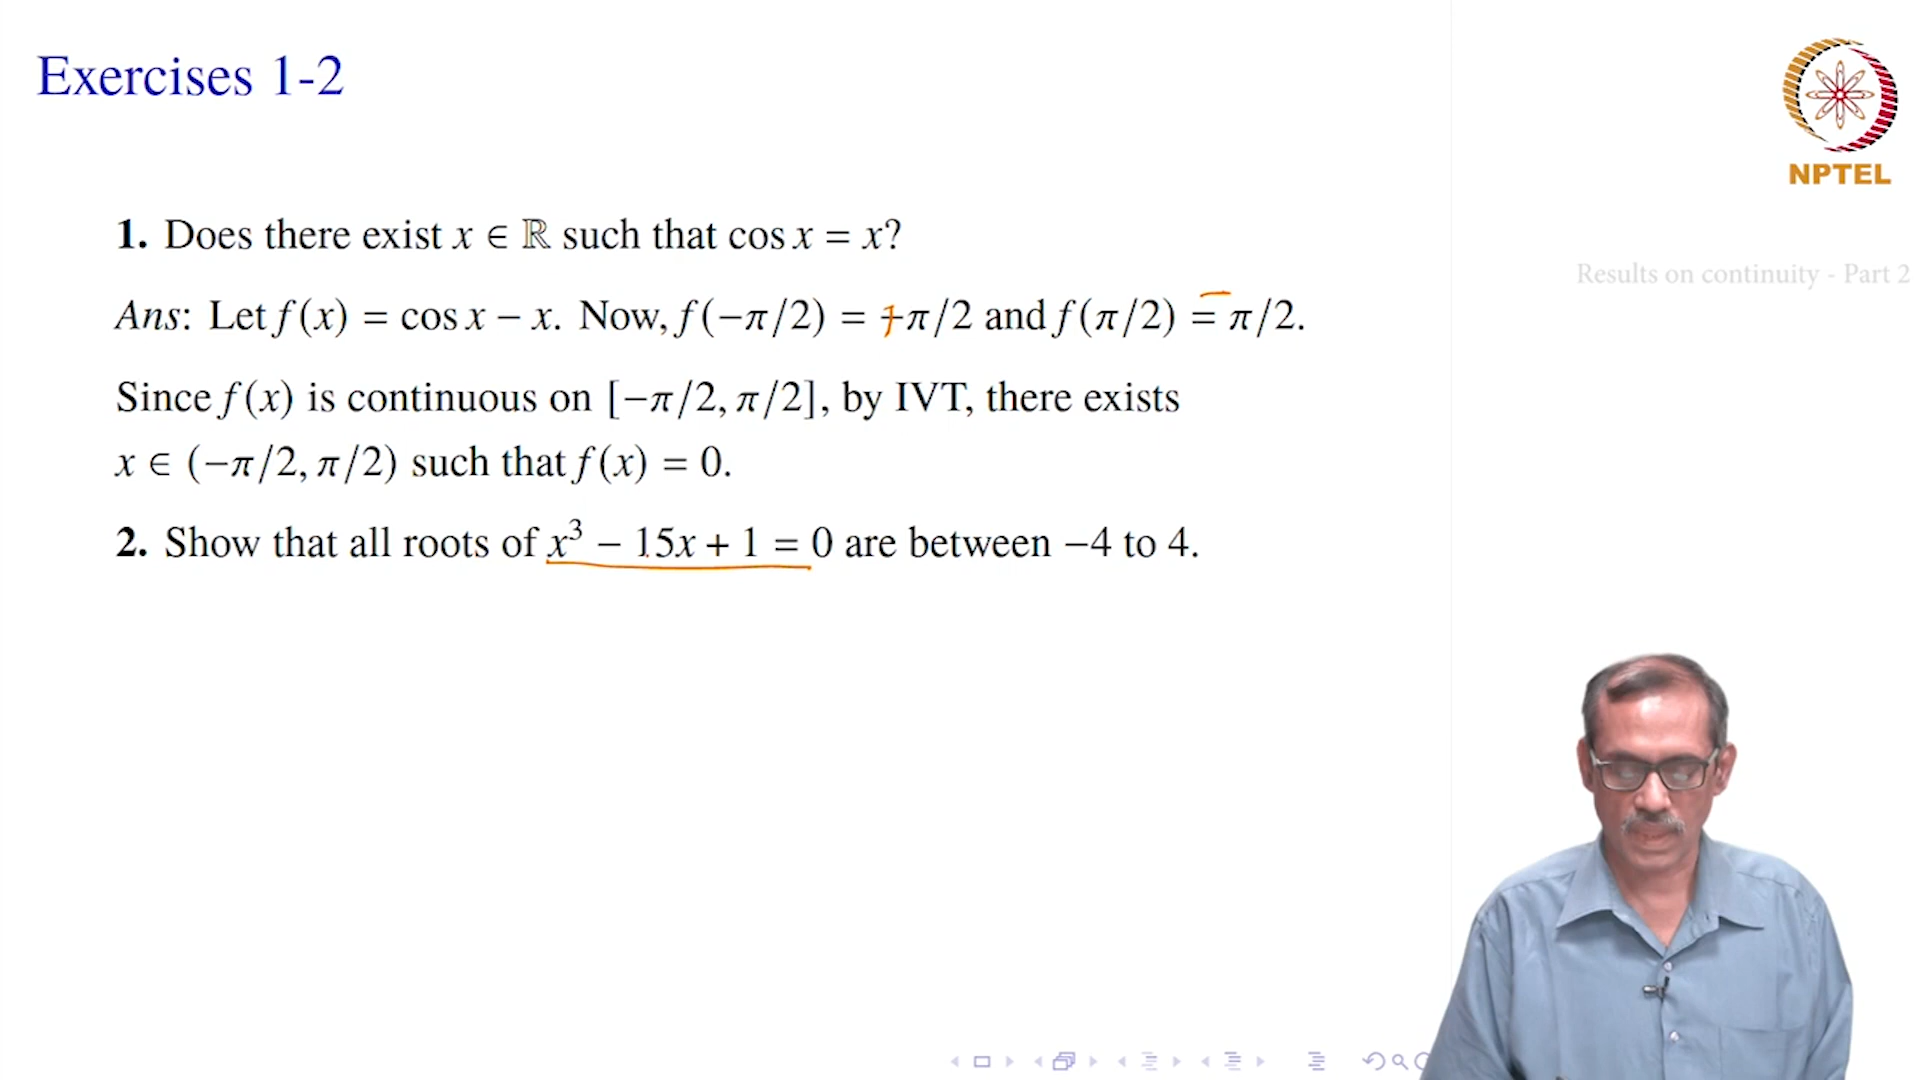 Exercises 1-2
NPTEL
1. Does there exist x ∈ ℝ such that cos x = x?
Results on continuity - Part 2
Ans: Let f(x) = cos x − x. Now, f(−π/2) = +π/2 and f(π/2) = − π/2.
Since f(x) is continuous on [−π/2, π/2], by IVT, there exists
x ∈ (−π/2, π/2) such that f(x) = 0.
2. Show that all roots of x³ − 15x + 1 = 0 are between −4 to 4.